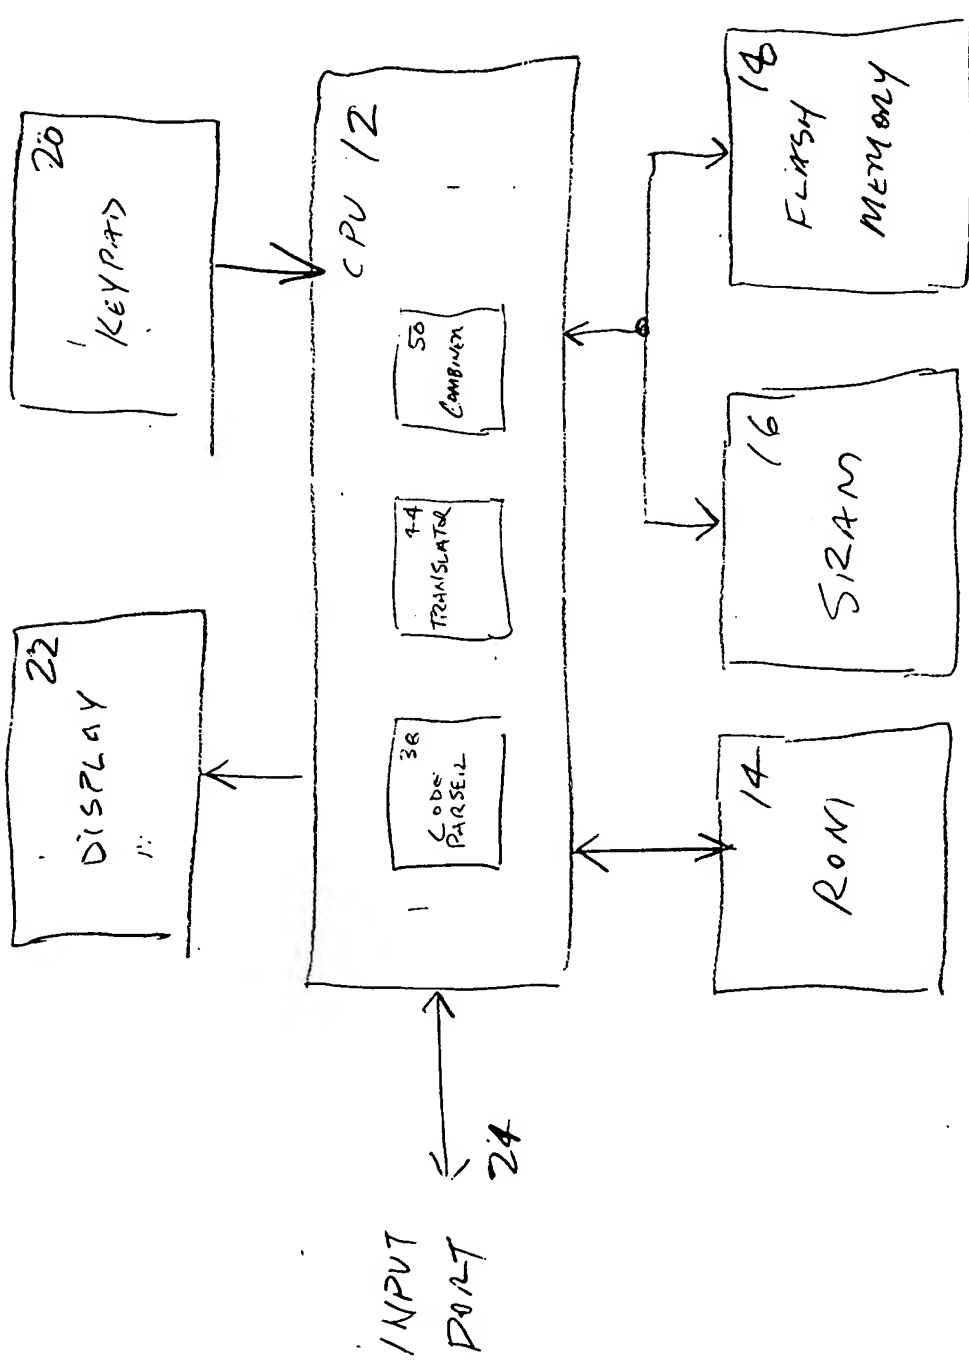 22
DISPLAY
20
KEYPAD
CPU 12
INPUT
PORT
24
38
CODE
PARSER
44
TRANSLATOR
50
COMBINER
14
ROM
16
SRAM
18
FLASH
MEMORY